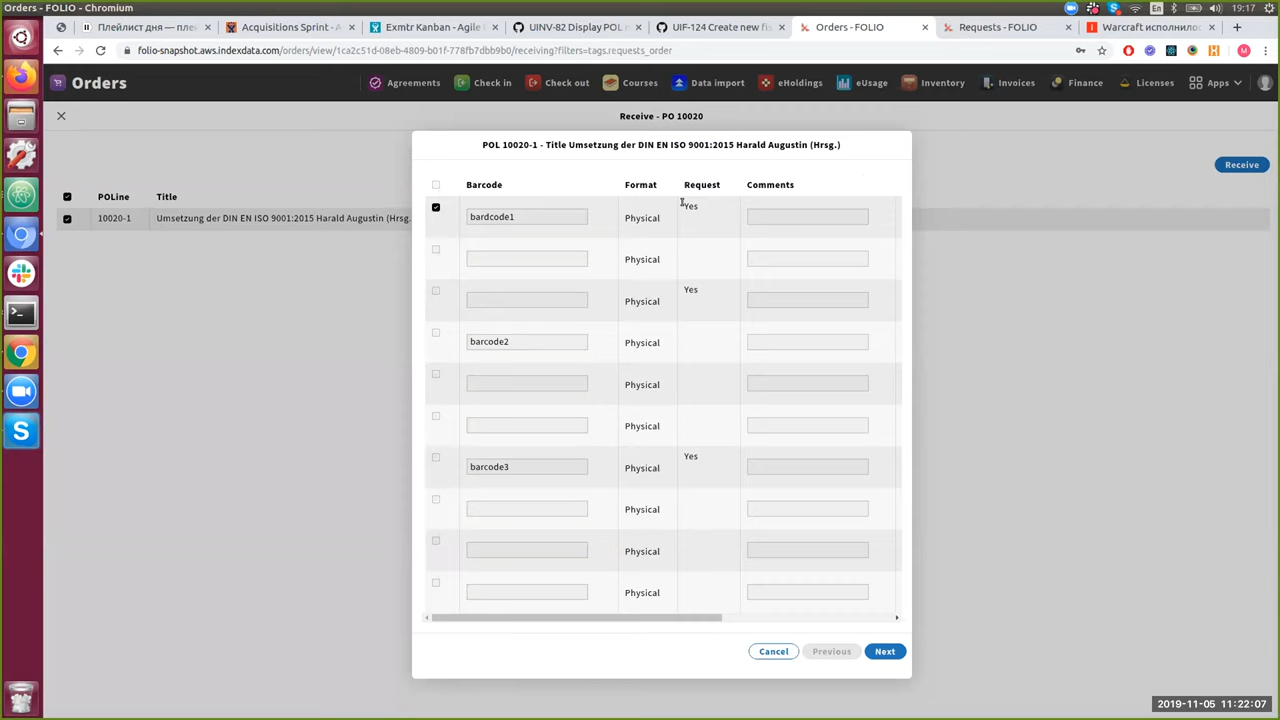 Orders - FOLIO - Chromium
En
19:17
Плейлист дня — пле
Acquisitions Sprint - A
Exmtr Kanban - Agile
UINV-82 Display POL n
UIF-124 Create new fis
Orders - FOLIO
Requests - FOLIO
Warcraft исполнилос
folio-snapshot.aws.indexdata.com/orders/view/1ca2c51d-08eb-4809-b01f-778fb7dbb9b0/receiving?filters=tags.requests_order
M
Orders
Agreements
Check in
Check out
Courses
Data import
eHoldings
eUsage
Inventory
Invoices
Finance
Licenses
Apps
Receive - PO 10020
Receive
POLine Title
10020-1 Umsetzung der DIN EN ISO 9001:2015 Harald Augustin (Hrsg.
POL 10020-1 - Title Umsetzung der DIN EN ISO 9001:2015 Harald Augustin (Hrsg.)
Barcode Format Request Comments
bardcode1 Physical Yes
Physical
Physical Yes
barcode2 Physical
Physical
Physical
barcode3 Physical Yes
Physical
Physical
Physical
Cancel Previous Next
2019-11-05 11:22:07